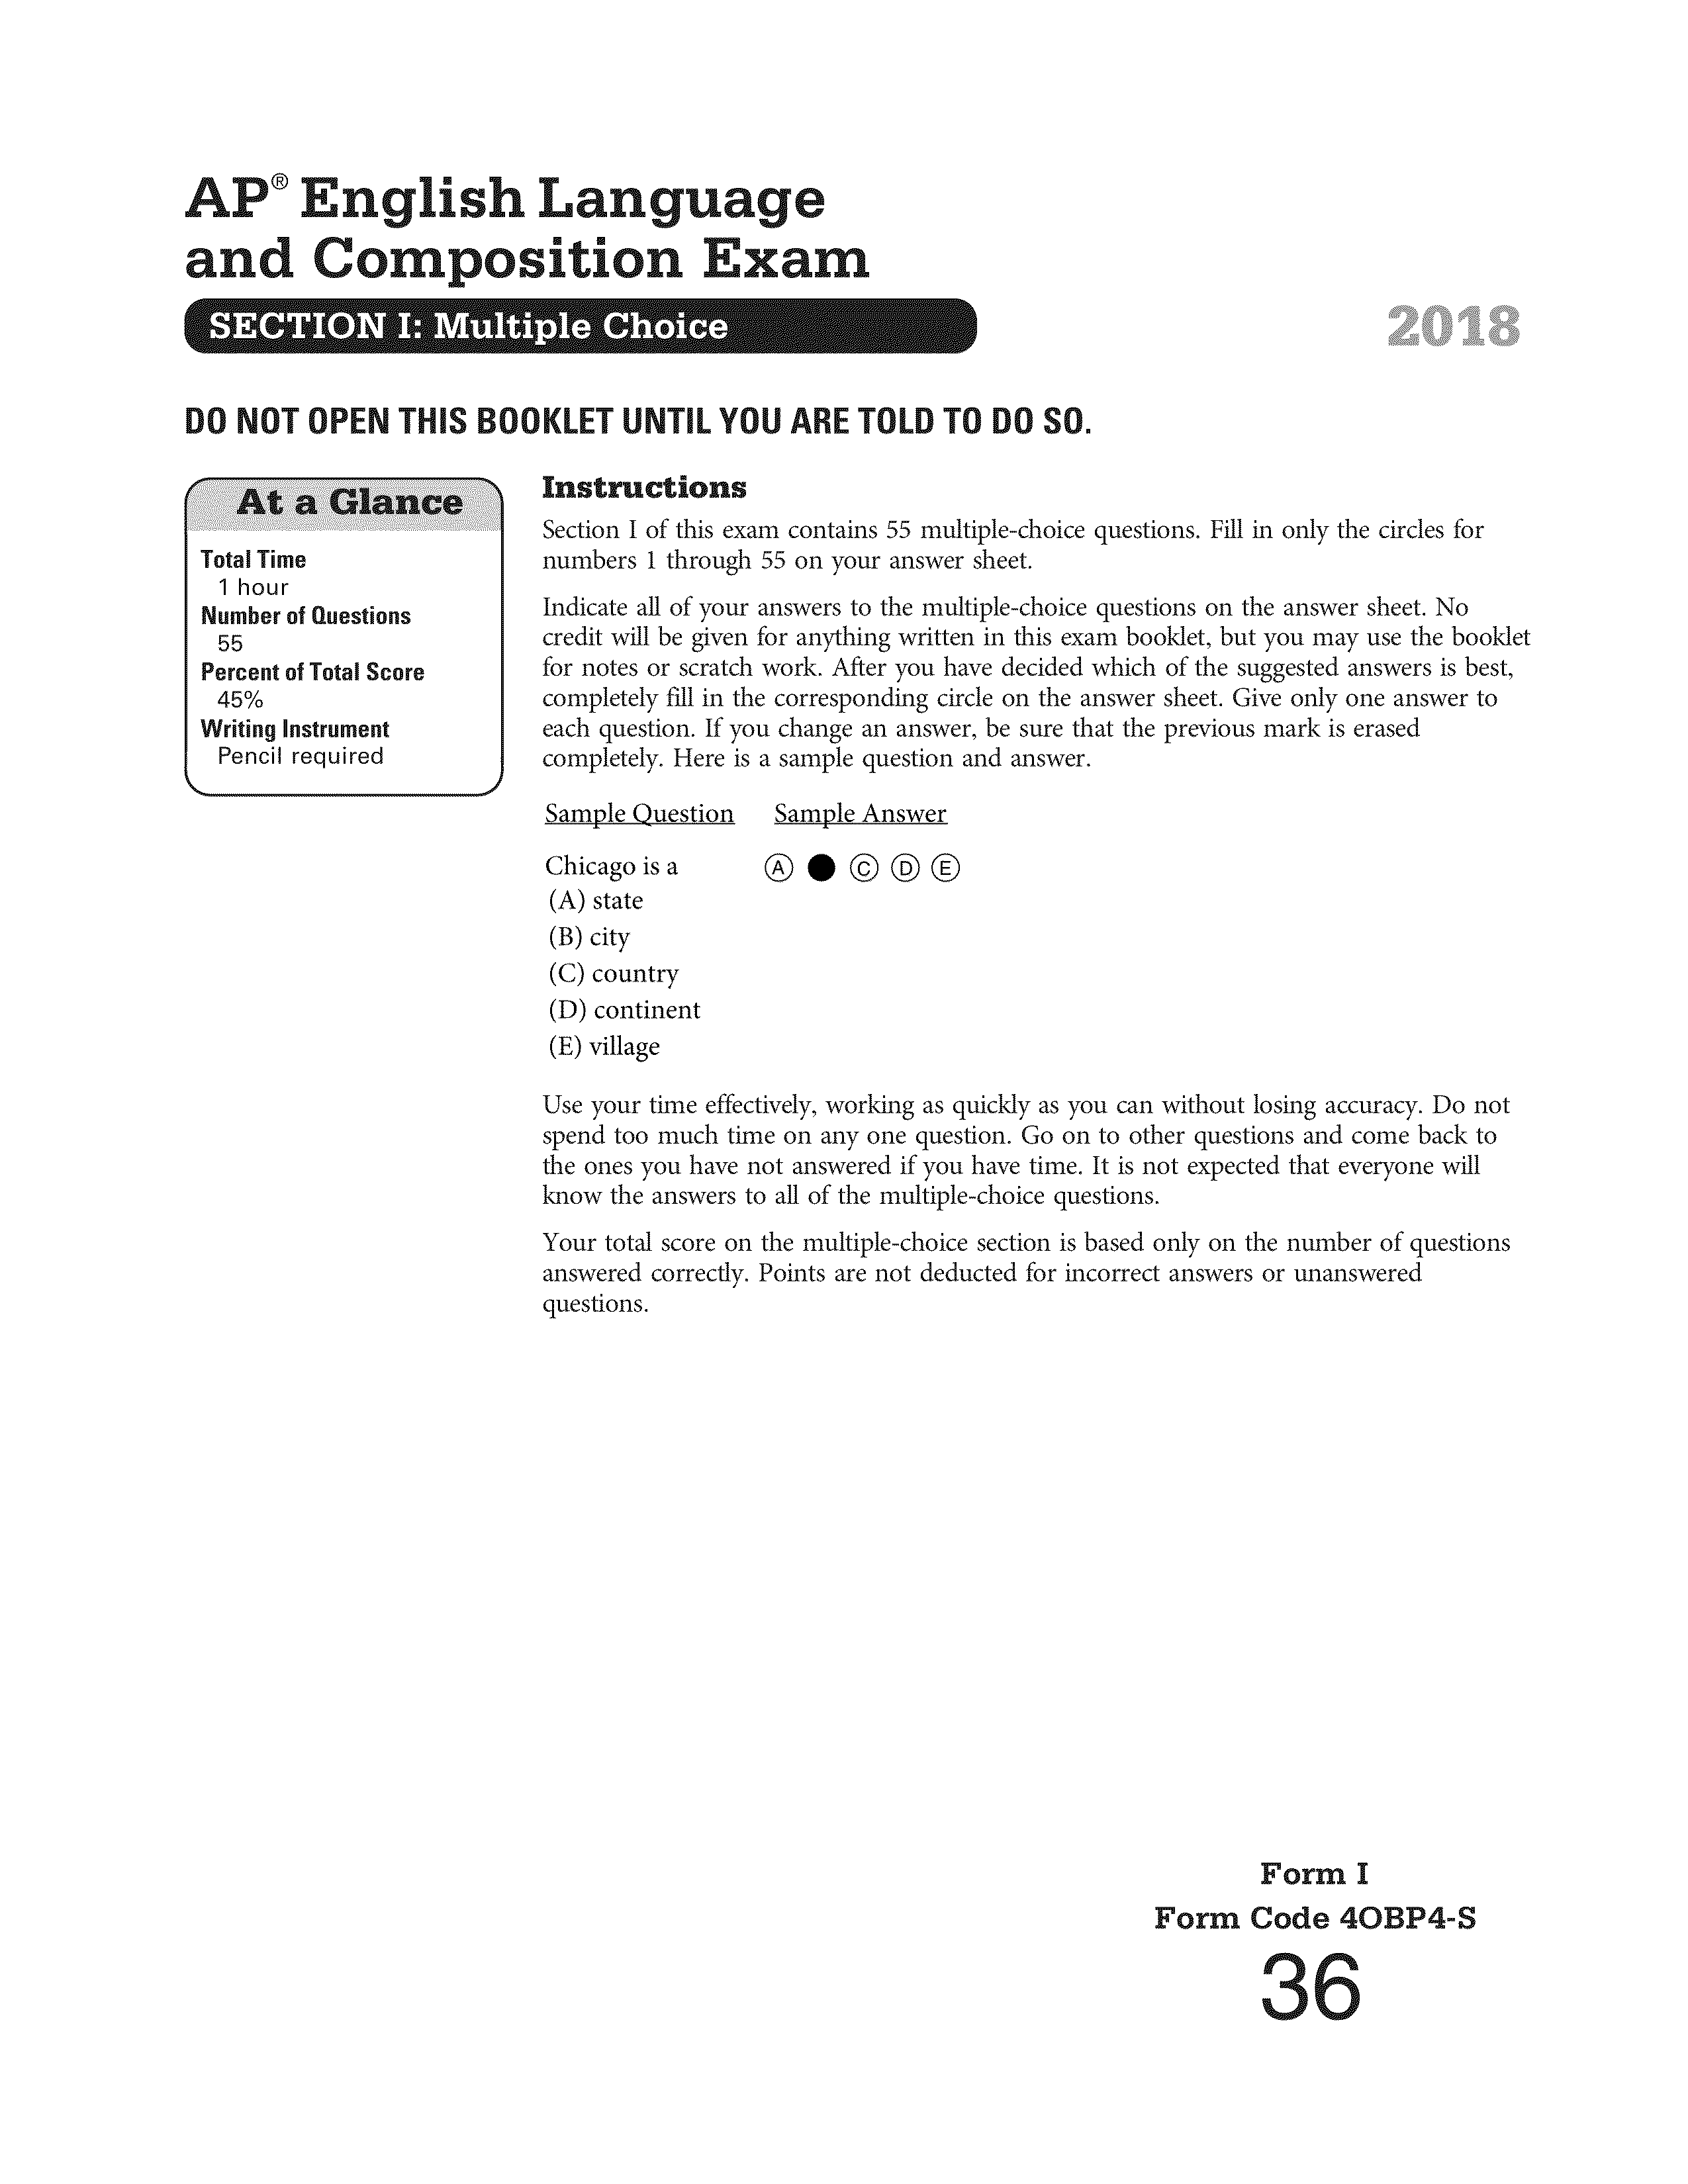 AP® English Language
and Composition Exam
SECTION I: Multiple Choice
2018
DO NOT OPEN THIS BOOKLET UNTIL YOU ARE TOLD TO DO SO.
At a Glance
Total Time
1 hour
Number of Questions
55
Percent of Total Score
45%
Writing Instrument
Pencil required
Instructions
Section I of this exam contains 55 multiple-choice questions. Fill in only the circles for
numbers 1 through 55 on your answer sheet.
Indicate all of your answers to the multiple-choice questions on the answer sheet. No
credit will be given for anything written in this exam booklet, but you may use the booklet
for notes or scratch work. After you have decided which of the suggested answers is best,
completely fill in the corresponding circle on the answer sheet. Give only one answer to
each question. If you change an answer, be sure that the previous mark is erased
completely. Here is a sample question and answer.
Sample Question Sample Answer
Chicago is a A C D E
(A) state
(B) city
(C) country
(D) continent
(E) village
Use your time effectively, working as quickly as you can without losing accuracy. Do not
spend too much time on any one question. Go on to other questions and come back to
the ones you have not answered if you have time. It is not expected that everyone will
know the answers to all of the multiple-choice questions.
Your total score on the multiple-choice section is based only on the number of questions
answered correctly. Points are not deducted for incorrect answers or unanswered
questions.
Form I
Form Code 4OBP4-S
36